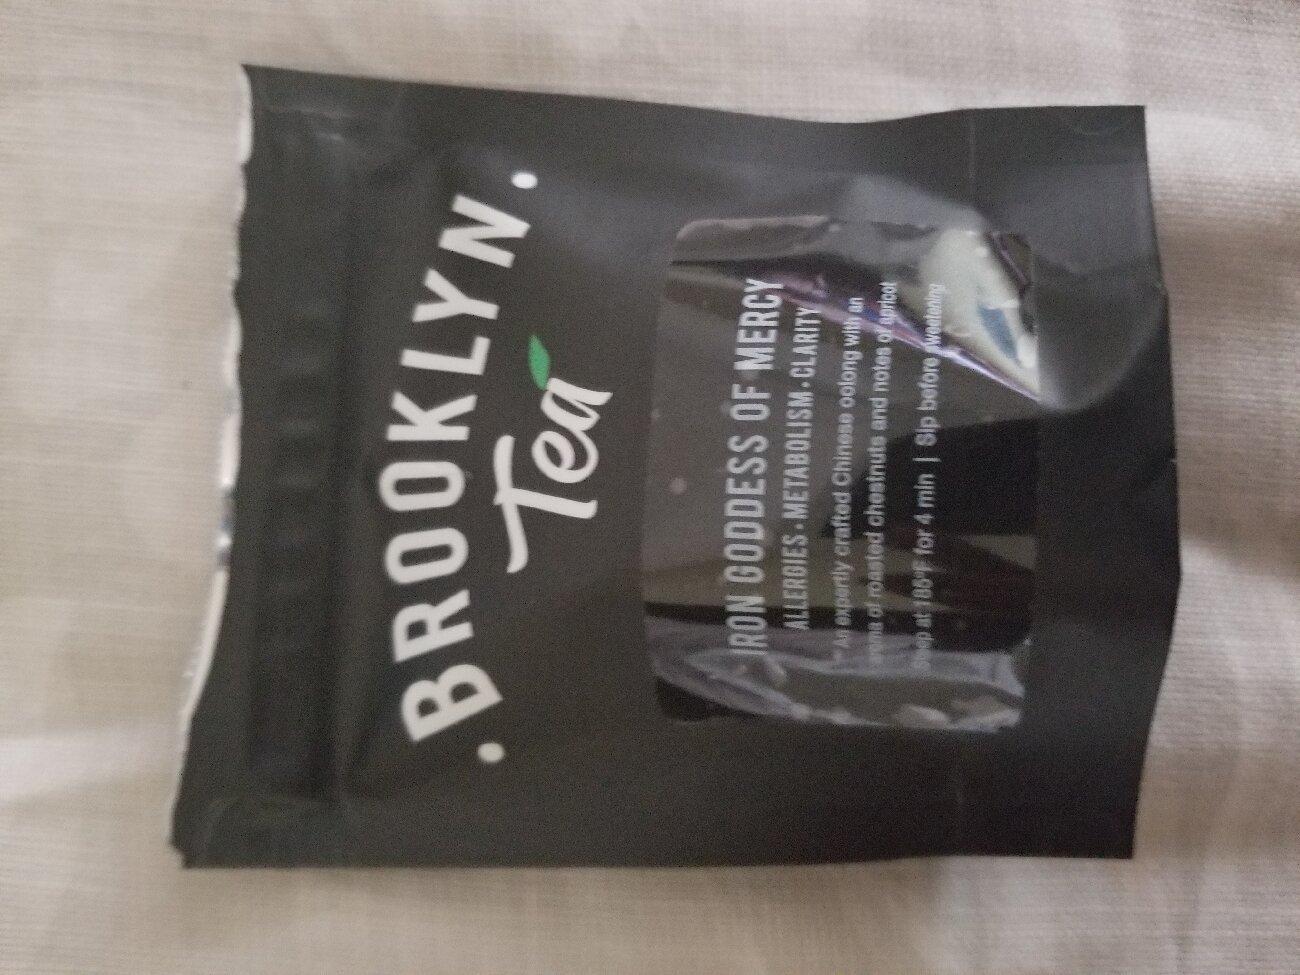 BROOKLYN
Tea
IRON GODDESS OF MERCY
ALLERGIES • METABOLISM • CLARITY
An expertly crafted Chinese oolong with an
aroma of roasted chestnuts and notes of apricot
Steep at 180°F for 4 min | Sip before sweetening